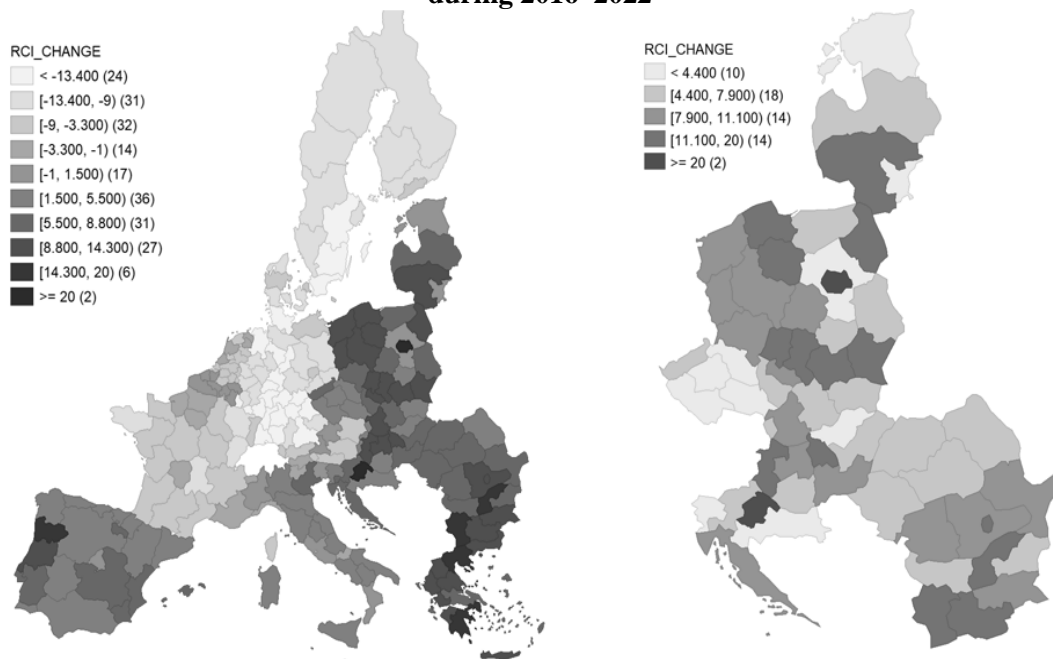 during 2016–2022
RCI_CHANGE
< -13.400 (24)
[-13.400, -9) (31)
[-9, -3.300) (32)
[-3.300, -1) (14)
[-1, 1.500) (17)
[1.500, 5.500) (36)
[5.500, 8.800) (31)
[8.800, 14.300) (27)
[14.300, 20) (6)
>= 20 (2)
RCI_CHANGE
< 4.400 (10)
[4.400, 7.900) (18)
[7.900, 11.100) (14)
[11.100, 20) (14)
>= 20 (2)